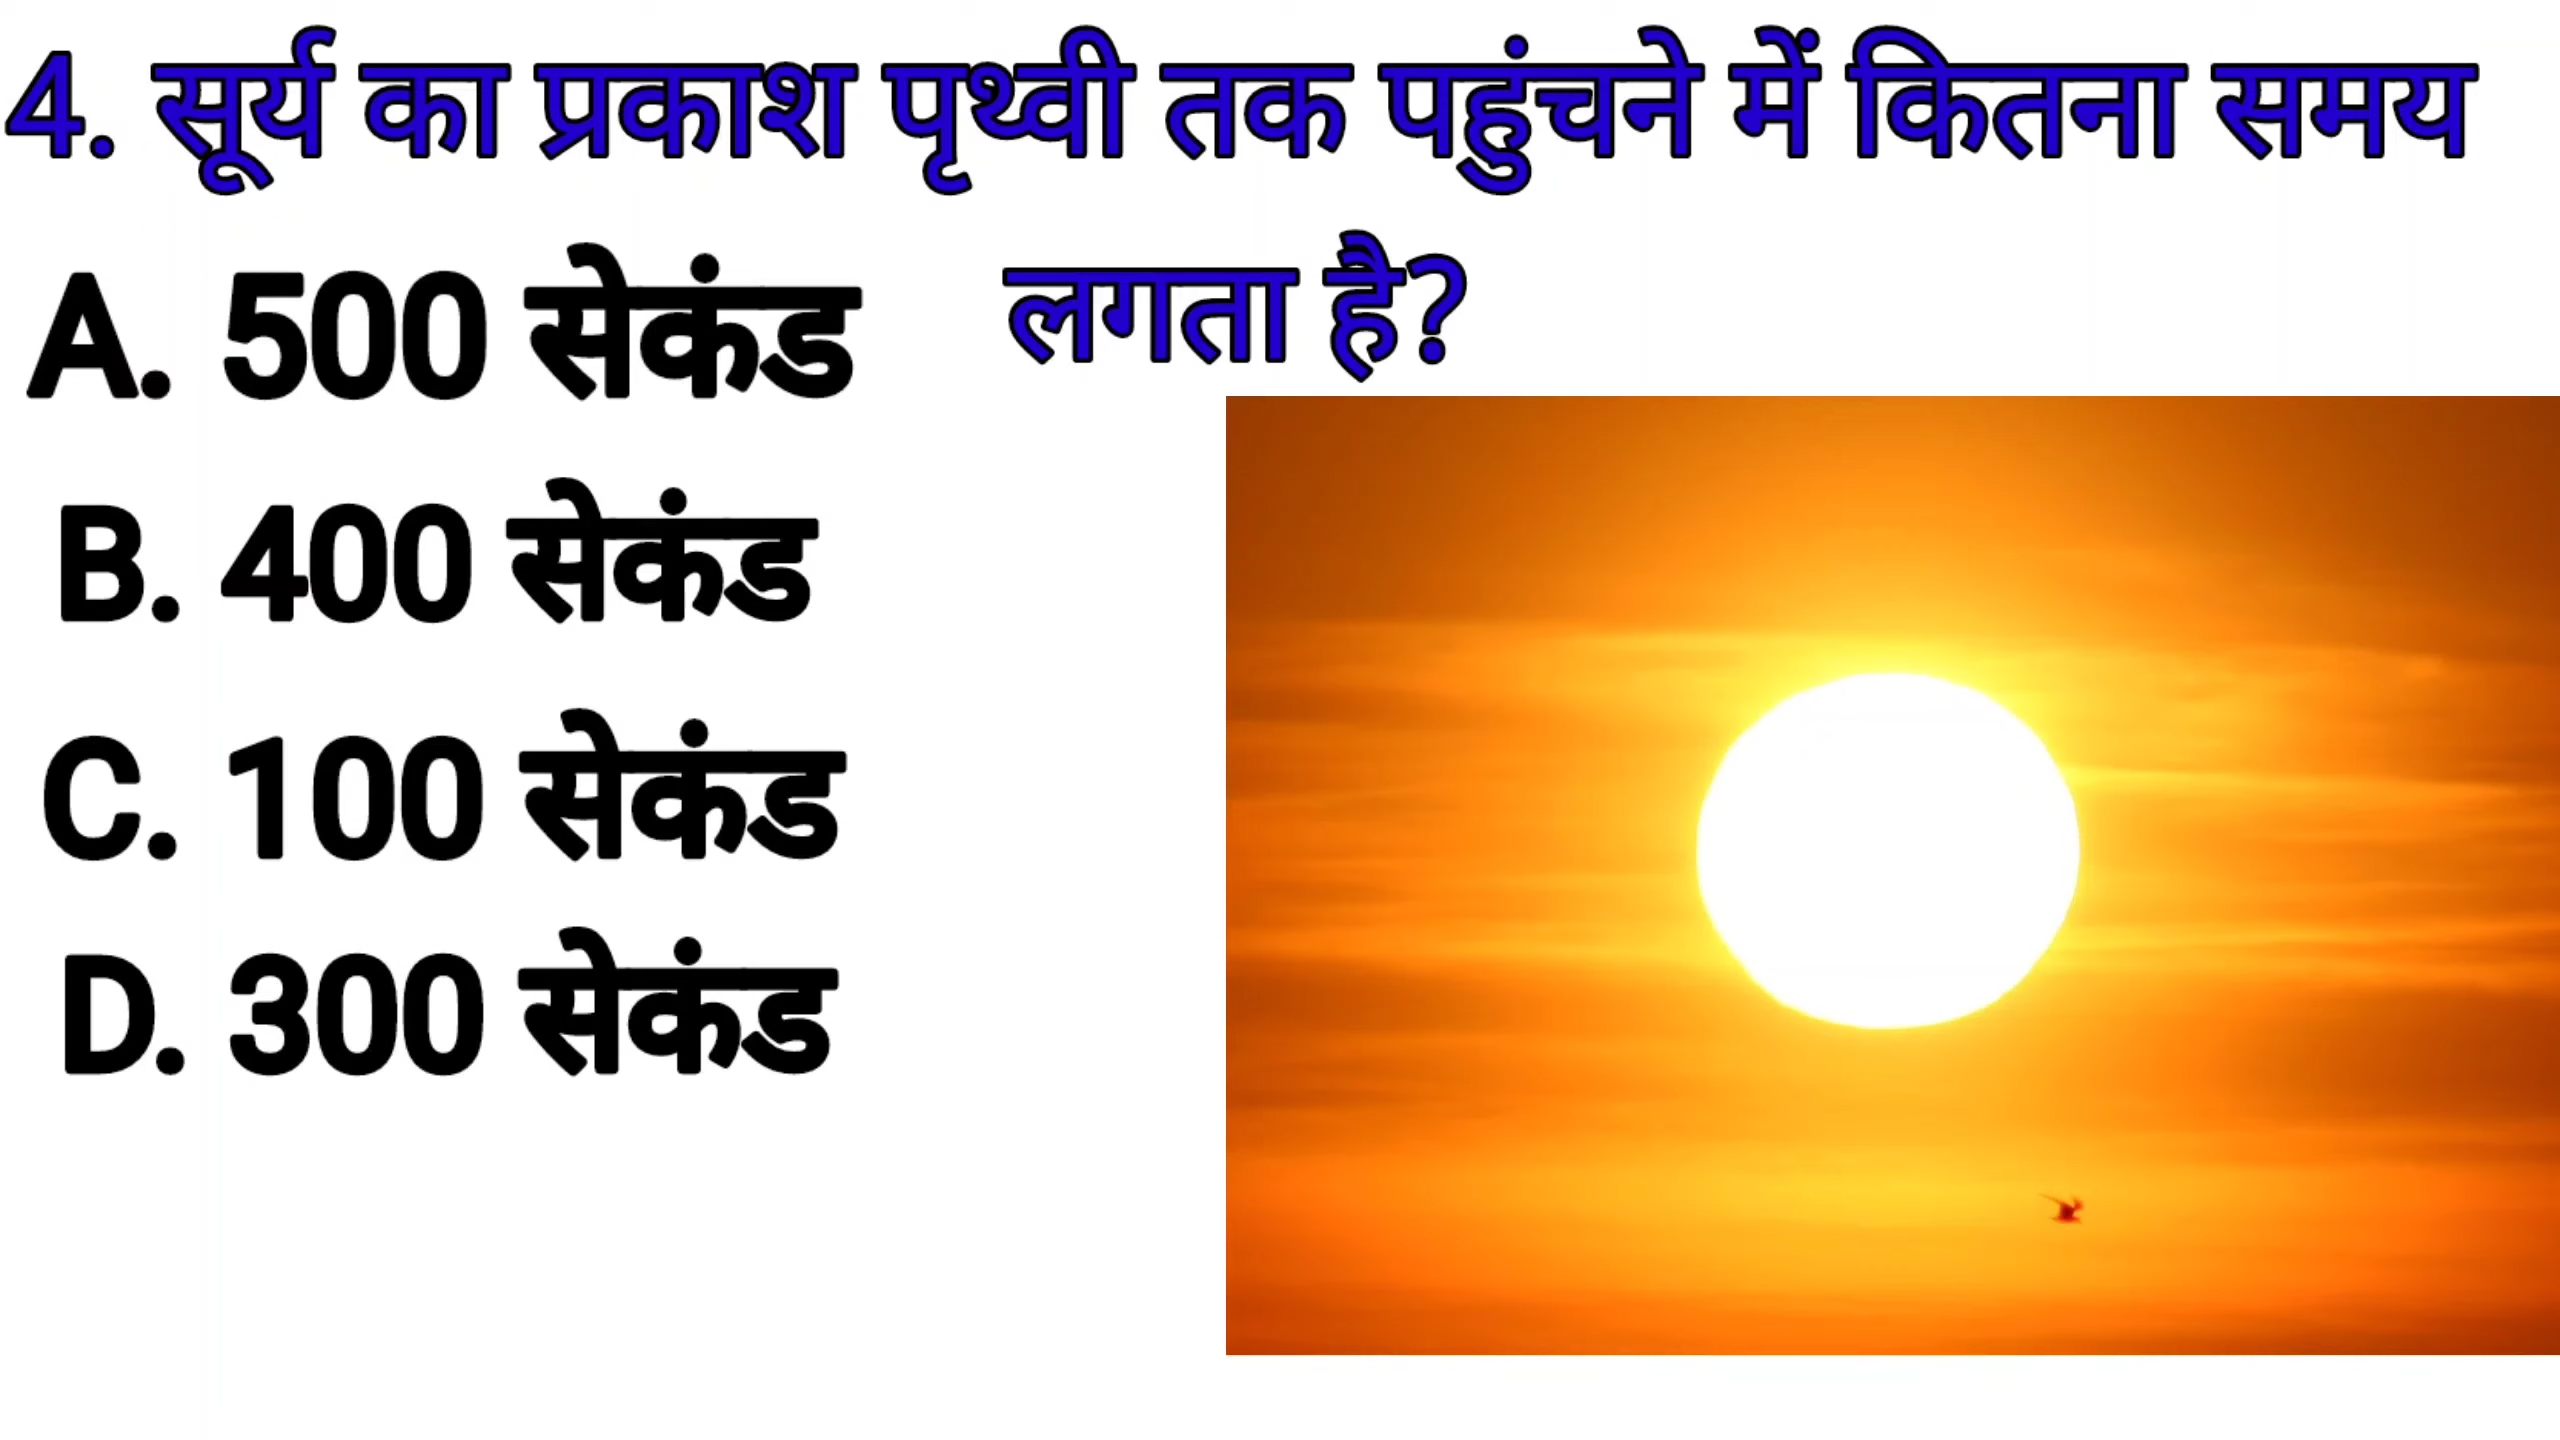 4. सूर्य का प्रकाश पृथ्वी तक पहुंचने में कितना समय
लगता है?
A. 500 सेकंड
B. 400 सेकंड
C. 100 सेकंड
D. 300 सेकंड